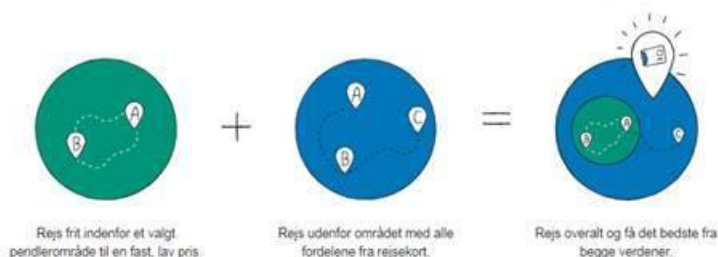 A
B
+
A
C
B
=
B
A
C
Rejs frit indenfor et valgt
pendlerområde til en fast, lav pris
Rejs udenfor området med alle
fordelene fra rejsekort.
Rejs overalt og få det bedste fra
begge verdener.